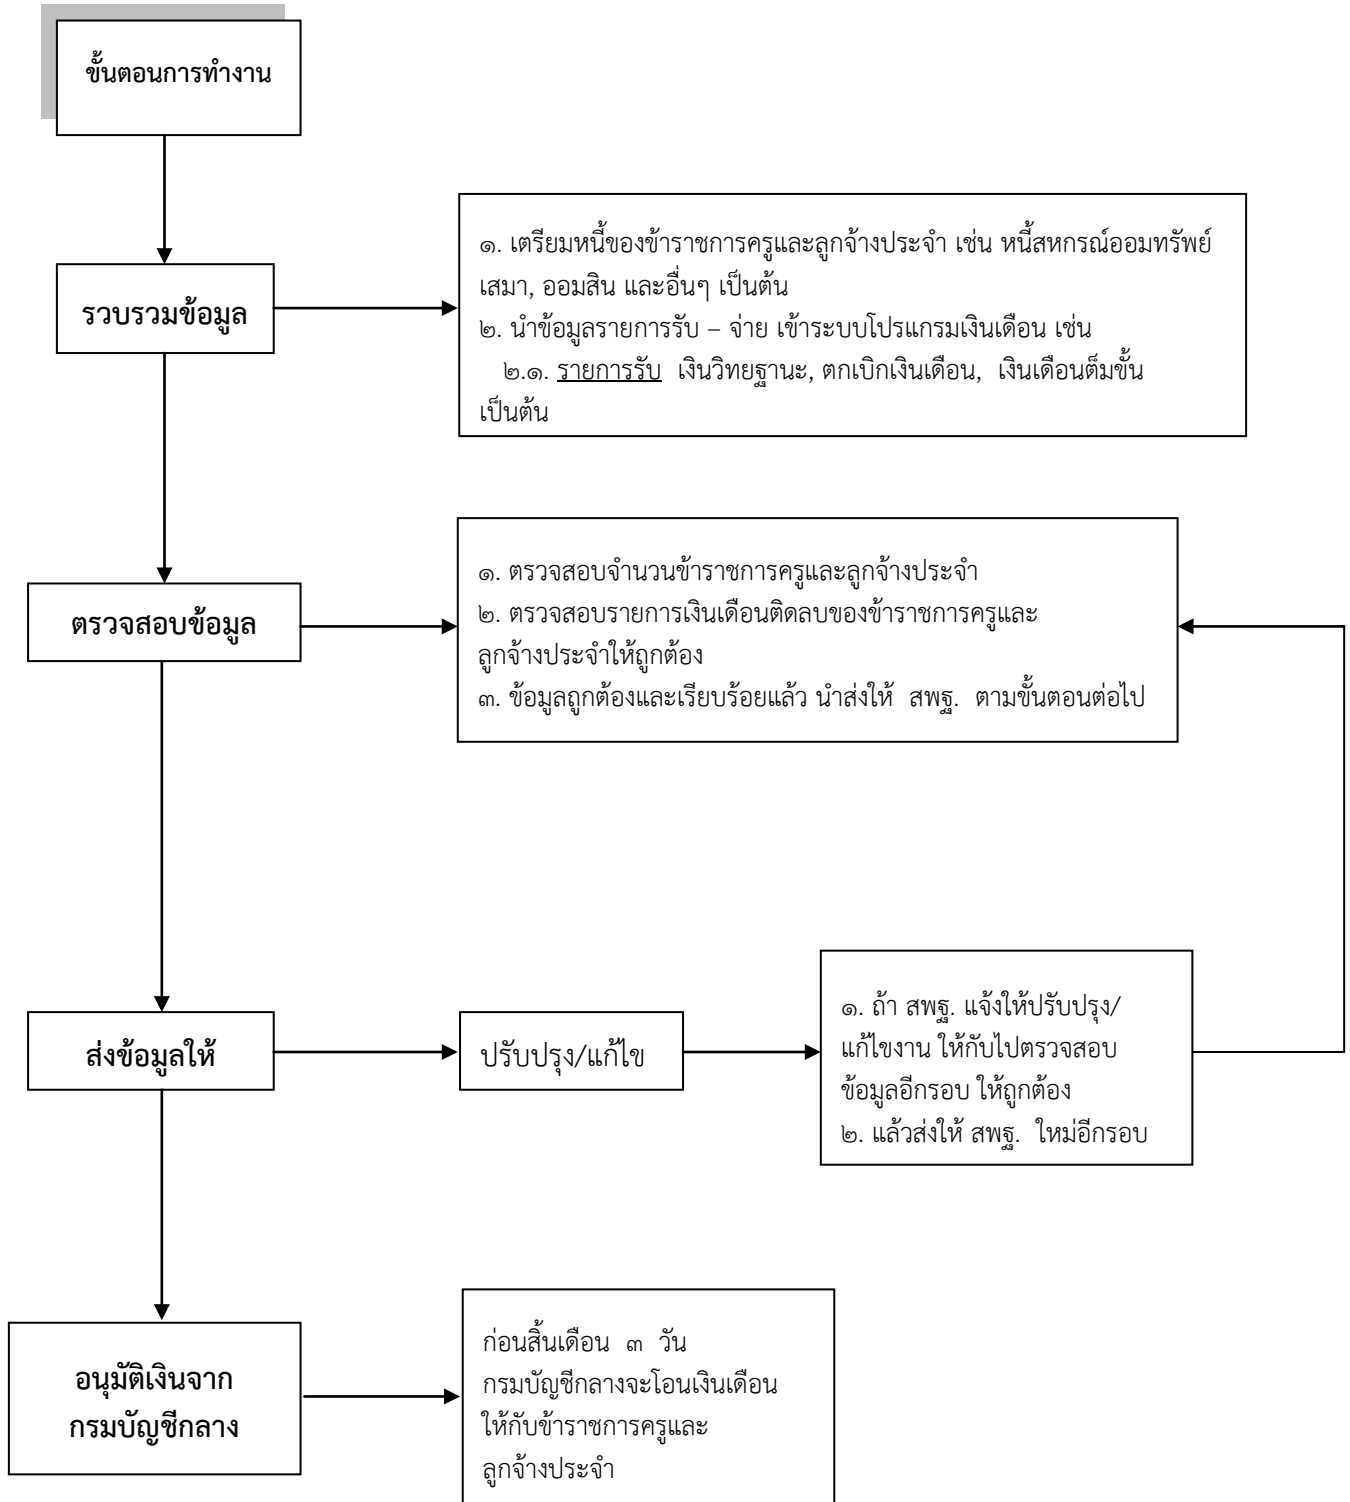 ขั้นตอนการทำงาน
รวบรวมข้อมูล
๑. เตรียมหนี้ของข้าราชการครูและลูกจ้างประจำ เช่น หนี้สหกรณ์ออมทรัพย์
เสมา, ออมสิน และอื่นๆ เป็นต้น
๒. นำข้อมูลรายการรับ – จ่าย เข้าระบบโปรแกรมเงินเดือน เช่น
๒.๑. รายการรับ เงินวิทยฐานะ, ตกเบิกเงินเดือน, เงินเดือนต็มขั้น
เป็นต้น
ตรวจสอบข้อมูล
๑. ตรวจสอบจำนวนข้าราชการครูและลูกจ้างประจำ
๒. ตรวจสอบรายการเงินเดือนติดลบของข้าราชการครูและ
ลูกจ้างประจำให้ถูกต้อง
๓. ข้อมูลถูกต้องและเรียบร้อยแล้ว นำส่งให้ สพฐ. ตามขั้นตอนต่อไป
ส่งข้อมูลให้
ปรับปรุง/แก้ไข
๑. ถ้า สพฐ. แจ้งให้ปรับปรุง/
แก้ไขงาน ให้กับไปตรวจสอบ
ข้อมูลอีกรอบ ให้ถูกต้อง
๒. แล้วส่งให้ สพฐ. ใหม่อีกรอบ
อนุมัติเงินจาก
กรมบัญชีกลาง
ก่อนสิ้นเดือน ๓ วัน
กรมบัญชีกลางจะโอนเงินเดือน
ให้กับข้าราชการครูและ
ลูกจ้างประจำ